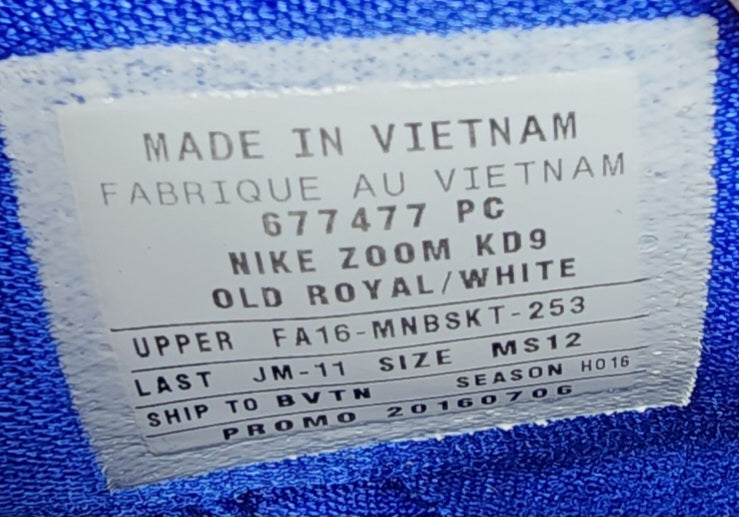 MADE IN VIETNAM
FABRIQUE AU VIETNAM
677477 PC
NIKE ZOOM KD9
OLD ROYAL/WHITE
UPPER FA16-MNBSKT-253
LAST JM-11 SIZE MS12
SHIP TO BVTN SEASON HO16
PROMO 20160706